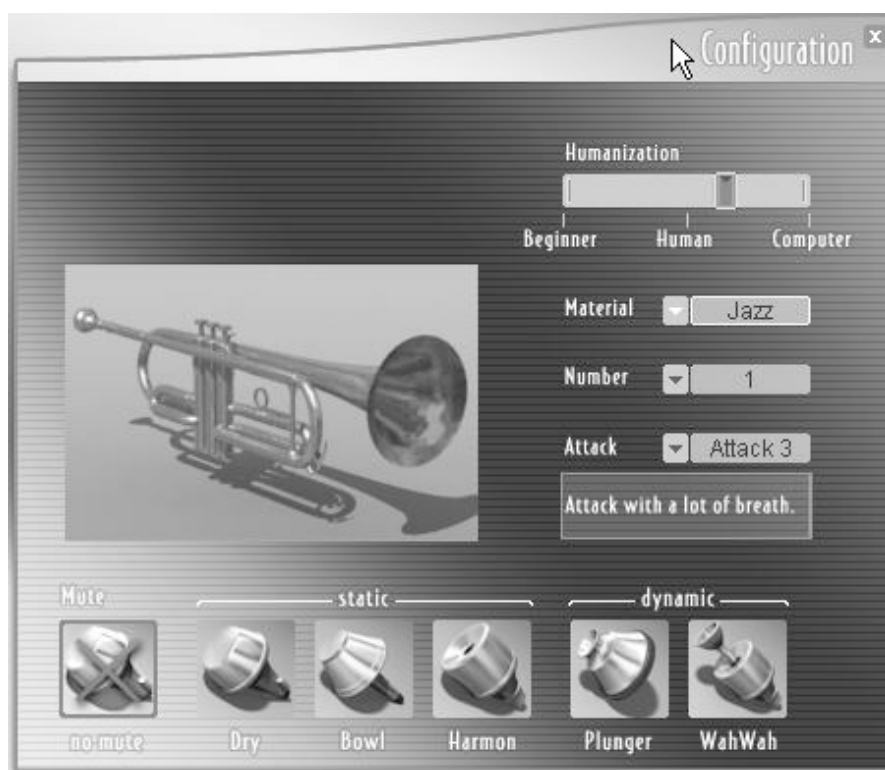 Configuration
x
Humanization
Beginner Human Computer
Material Jazz
Number 1
Attack Attack 3
Attack with a lot of breath.
Mute static dynamic
no-mute Dry Bowl Harmon Plunger WahWah